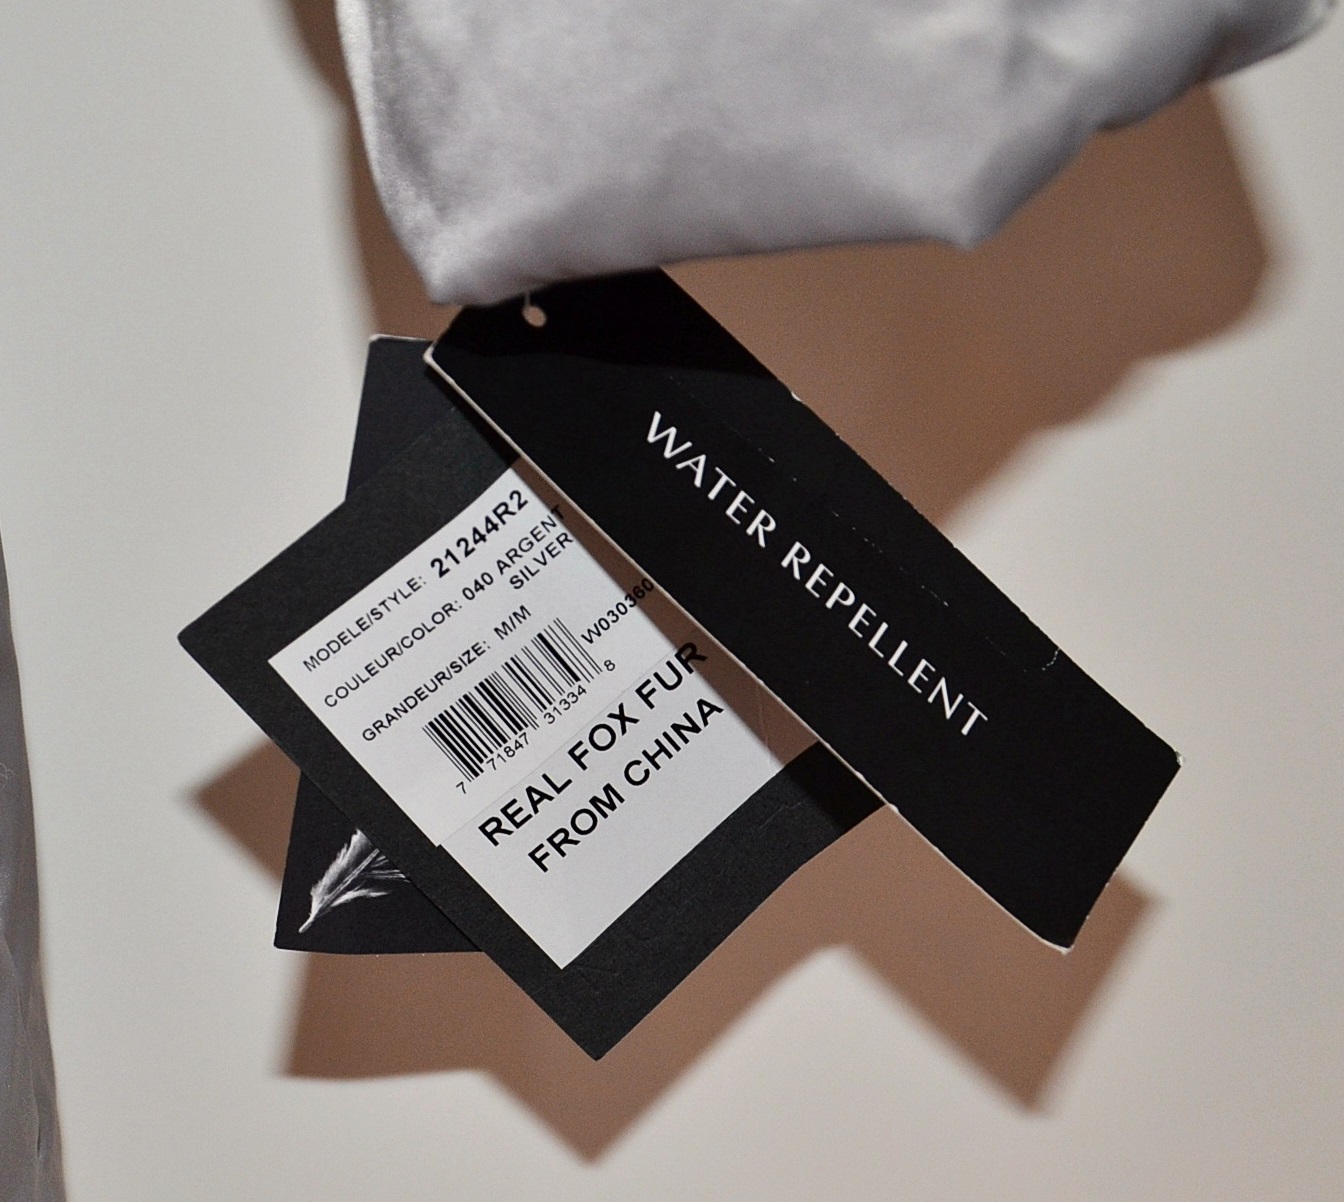 WATER REPELLENT
MODELE/STYLE: 21244R2
COULEUR/COLOR: 040 ARGENT
SILVER
GRANDEUR/SIZE: M/M
W030360
7 71847 31334 8
REAL FOX FUR
FROM CHINA